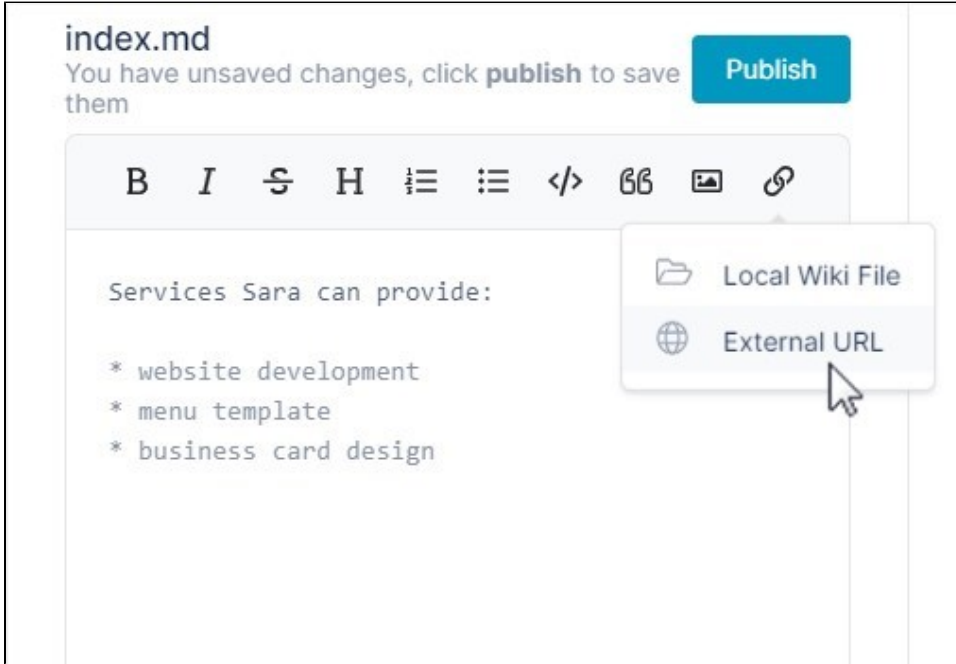 index.md
You have unsaved changes, click publish to save
them
Publish
B I S H </> 66
Local Wiki File
External URL
Services Sara can provide:
* website development
* menu template
* business card design